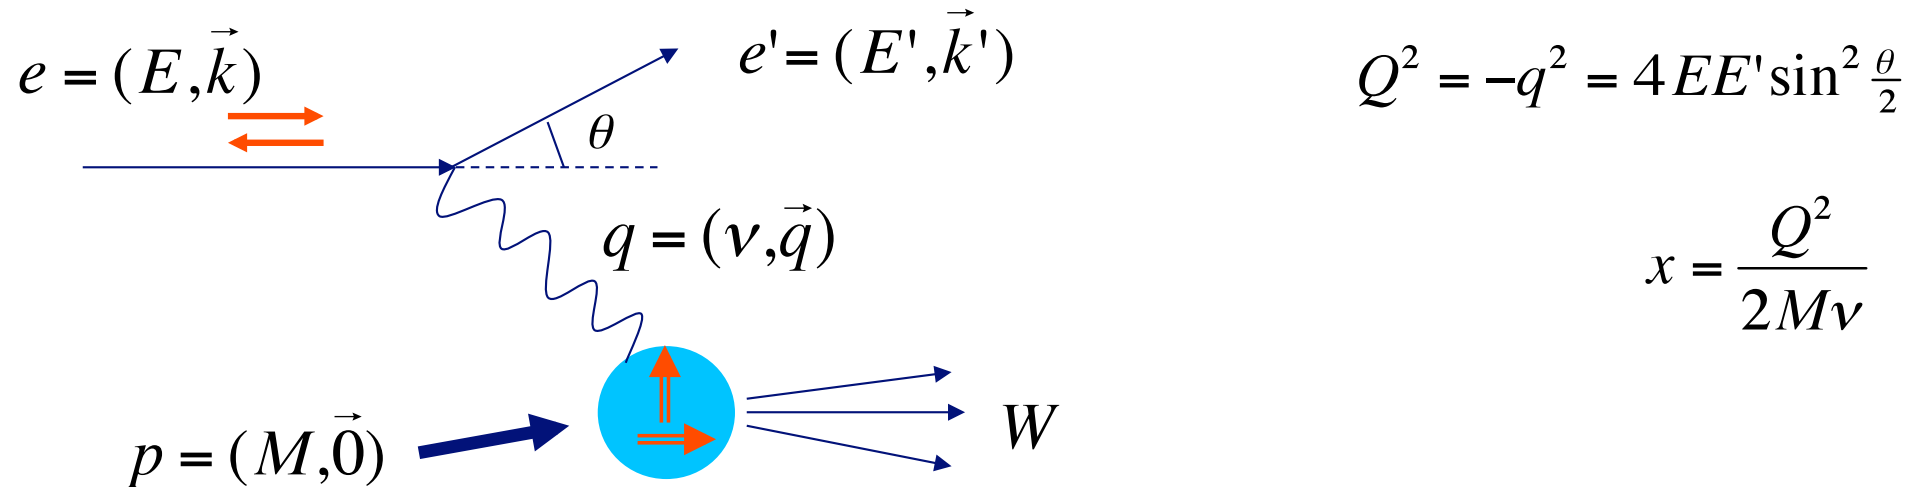 e = (E, k⃗)
e' = (E', k⃗')
Q² = −q² = 4EE' sin² θ/2
θ
q = (ν, q⃗)
x = Q² / 2Mν
p = (M, 0⃗)
W